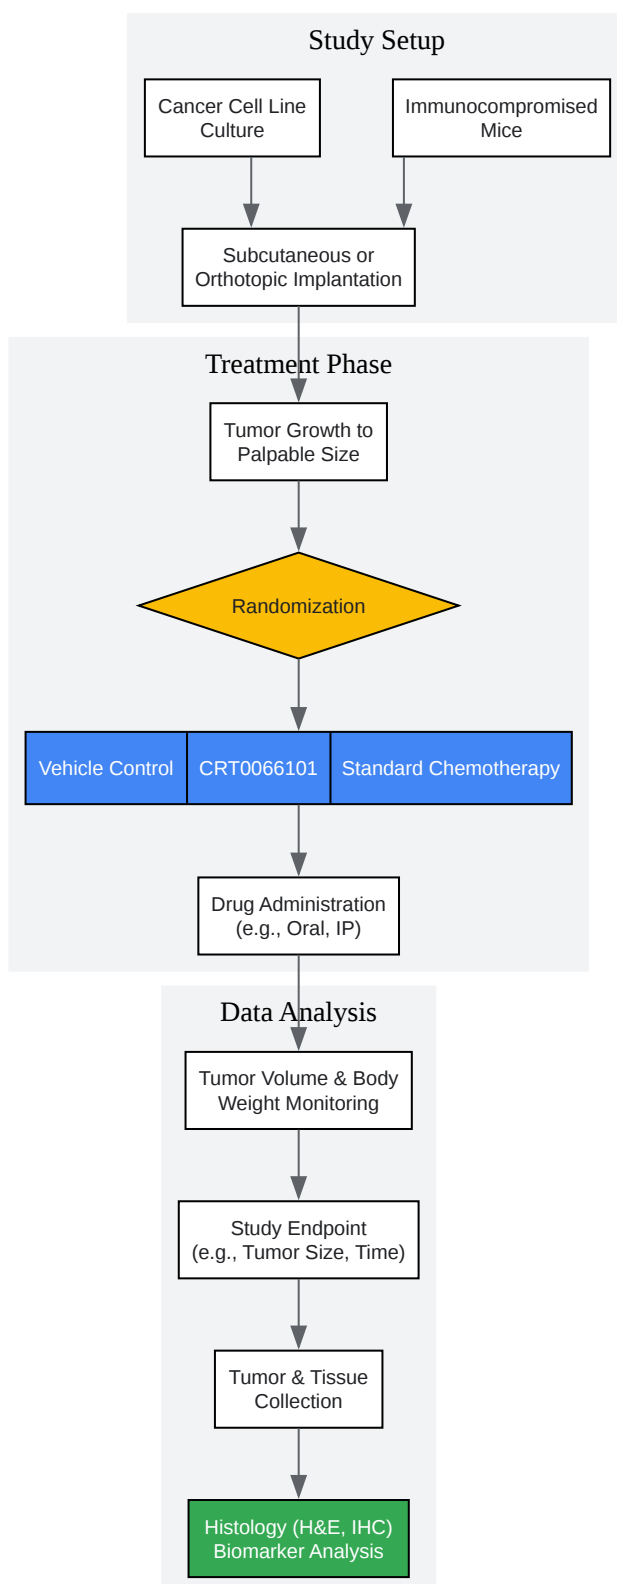 Study Setup
Cancer Cell Line
Culture
Immunocompromised
Mice
Subcutaneous or
Orthotopic Implantation
Treatment Phase
Tumor Growth to
Palpable Size
Randomization
Vehicle Control
CRT0066101
Standard Chemotherapy
Drug Administration
(e.g., Oral, IP)
Data Analysis
Tumor Volume & Body
Weight Monitoring
Study Endpoint
(e.g., Tumor Size, Time)
Tumor & Tissue
Collection
Histology (H&E, IHC)
Biomarker Analysis